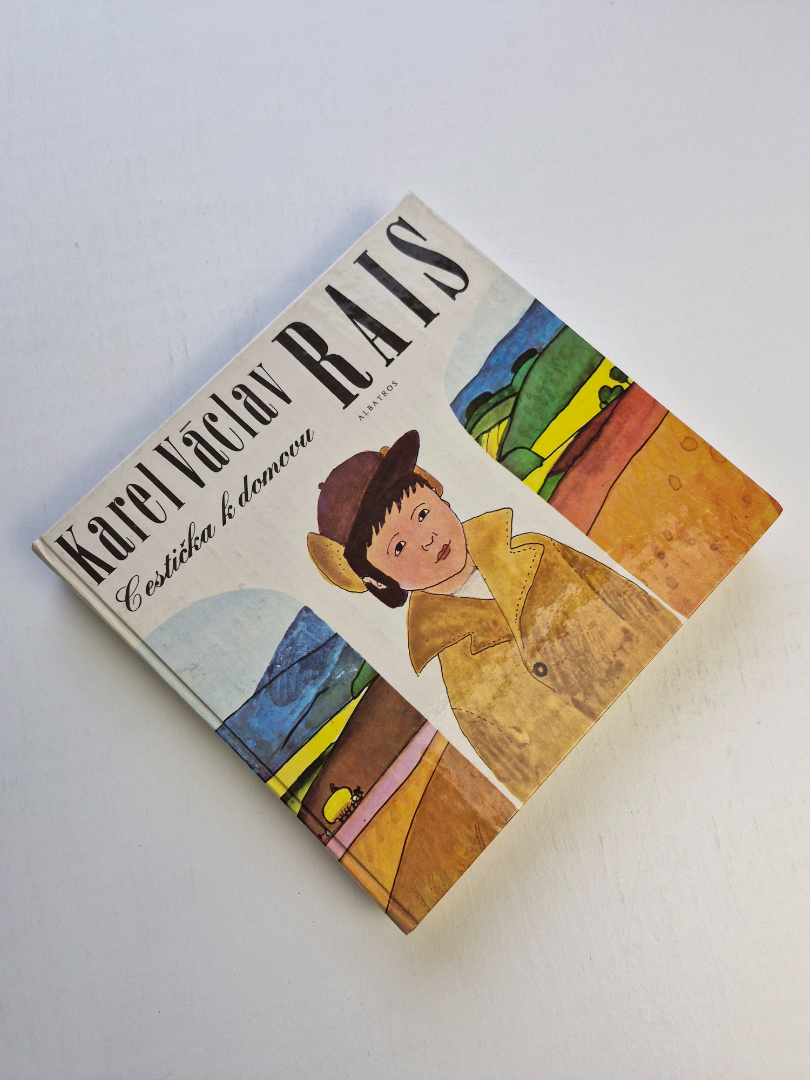 Karel Václav RAIS
Cestička k domovu
ALBATROS